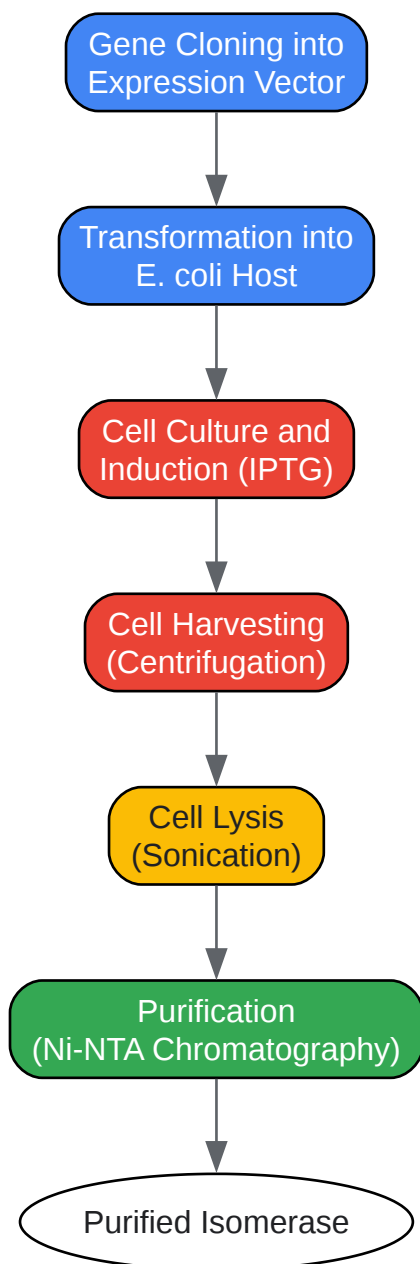 Gene Cloning into
Expression Vector
Transformation into
E. coli Host
Cell Culture and
Induction (IPTG)
Cell Harvesting
(Centrifugation)
Cell Lysis
(Sonication)
Purification
(Ni-NTA Chromatography)
Purified Isomerase